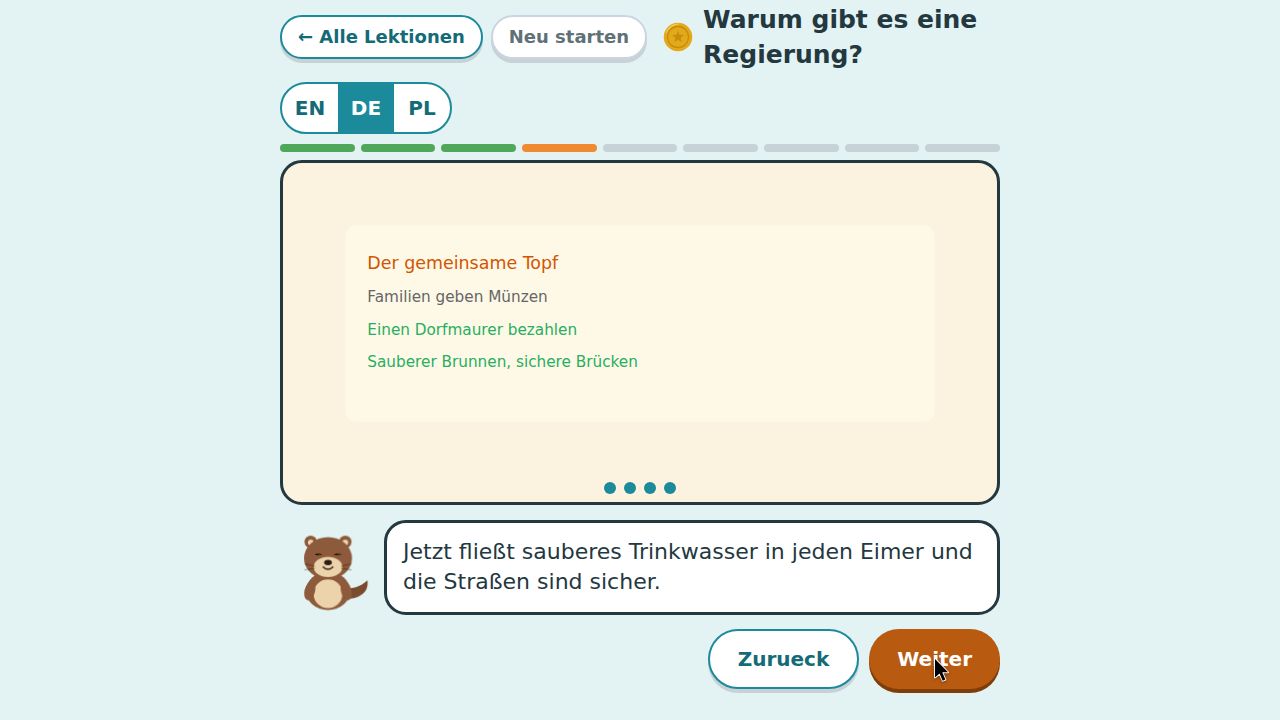 ← Alle Lektionen
Neu starten
Warum gibt es eine
Regierung?
EN DE PL
Der gemeinsame Topf
Familien geben Münzen
Einen Dorfmaurer bezahlen
Sauberer Brunnen, sichere Brücken
Jetzt fließt sauberes Trinkwasser in jeden Eimer und
die Straßen sind sicher.
Zurueck
Weiter